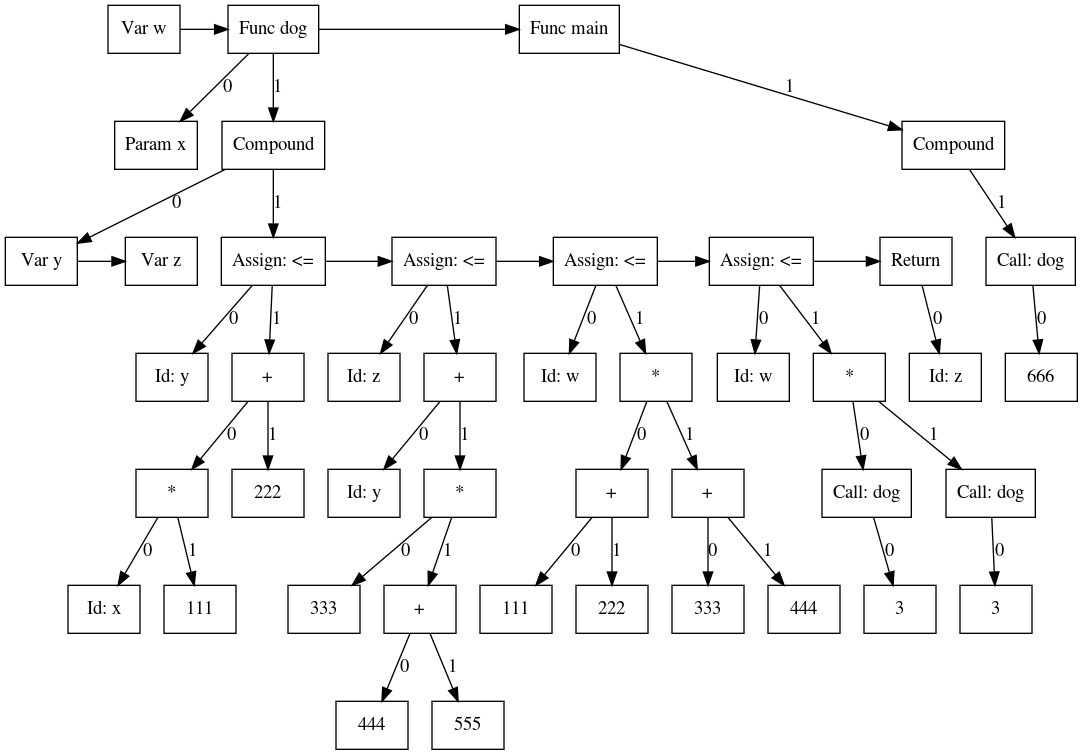 Var w Func dog Func main
0 1 1
Param x Compound Compound
0 1 1
Var y Var z Assign: <= Assign: <= Assign: <= Assign: <= Return Call: dog
0 1 0 1 0 1 0 1 0 0
Id: y + Id: z + Id: w * Id: w * Id: z 666
0 1 0 1 0 1 0 1
* 222 Id: y * + + Call: dog Call: dog
0 1 0 1 0 1 0 1 0 0
Id: x 111 333 + 111 222 333 444 3 3
0 1
444 555